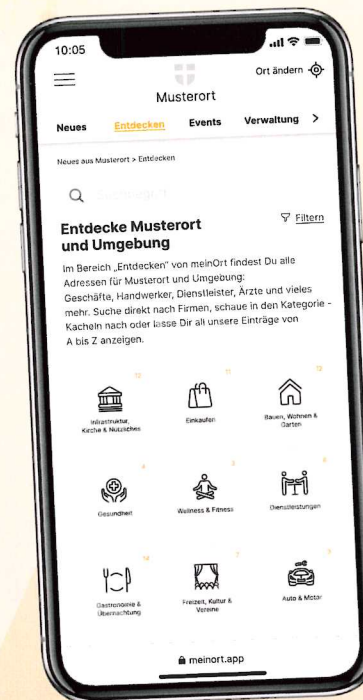 10:05
Ort ändern
Musterort
Neues Entdecken Events Verwaltung >
Neues aus Musterort > Entdecken
Entdecke Musterort
und Umgebung
Filtern
Im Bereich „Entdecken" von meinOrt findest Du alle
Adressen für Musterort und Umgebung:
Geschäfte, Handwerker, Dienstleister, Ärzte und vieles
mehr. Suche direkt nach Firmen, schaue in den Kategorie -
Kacheln nach oder lasse Dir all unsere Einträge von
A bis Z anzeigen.
Infrastruktur,
Kirche & Nützliches
Einkaufen
Bauen, Wohnen &
Garten
Gesundheit
Wellness & Fitness
Dienstleistungen
Gastronomie &
Übernachtung
Freizeit, Kultur &
Vereine
Auto & Motor
meinort.app